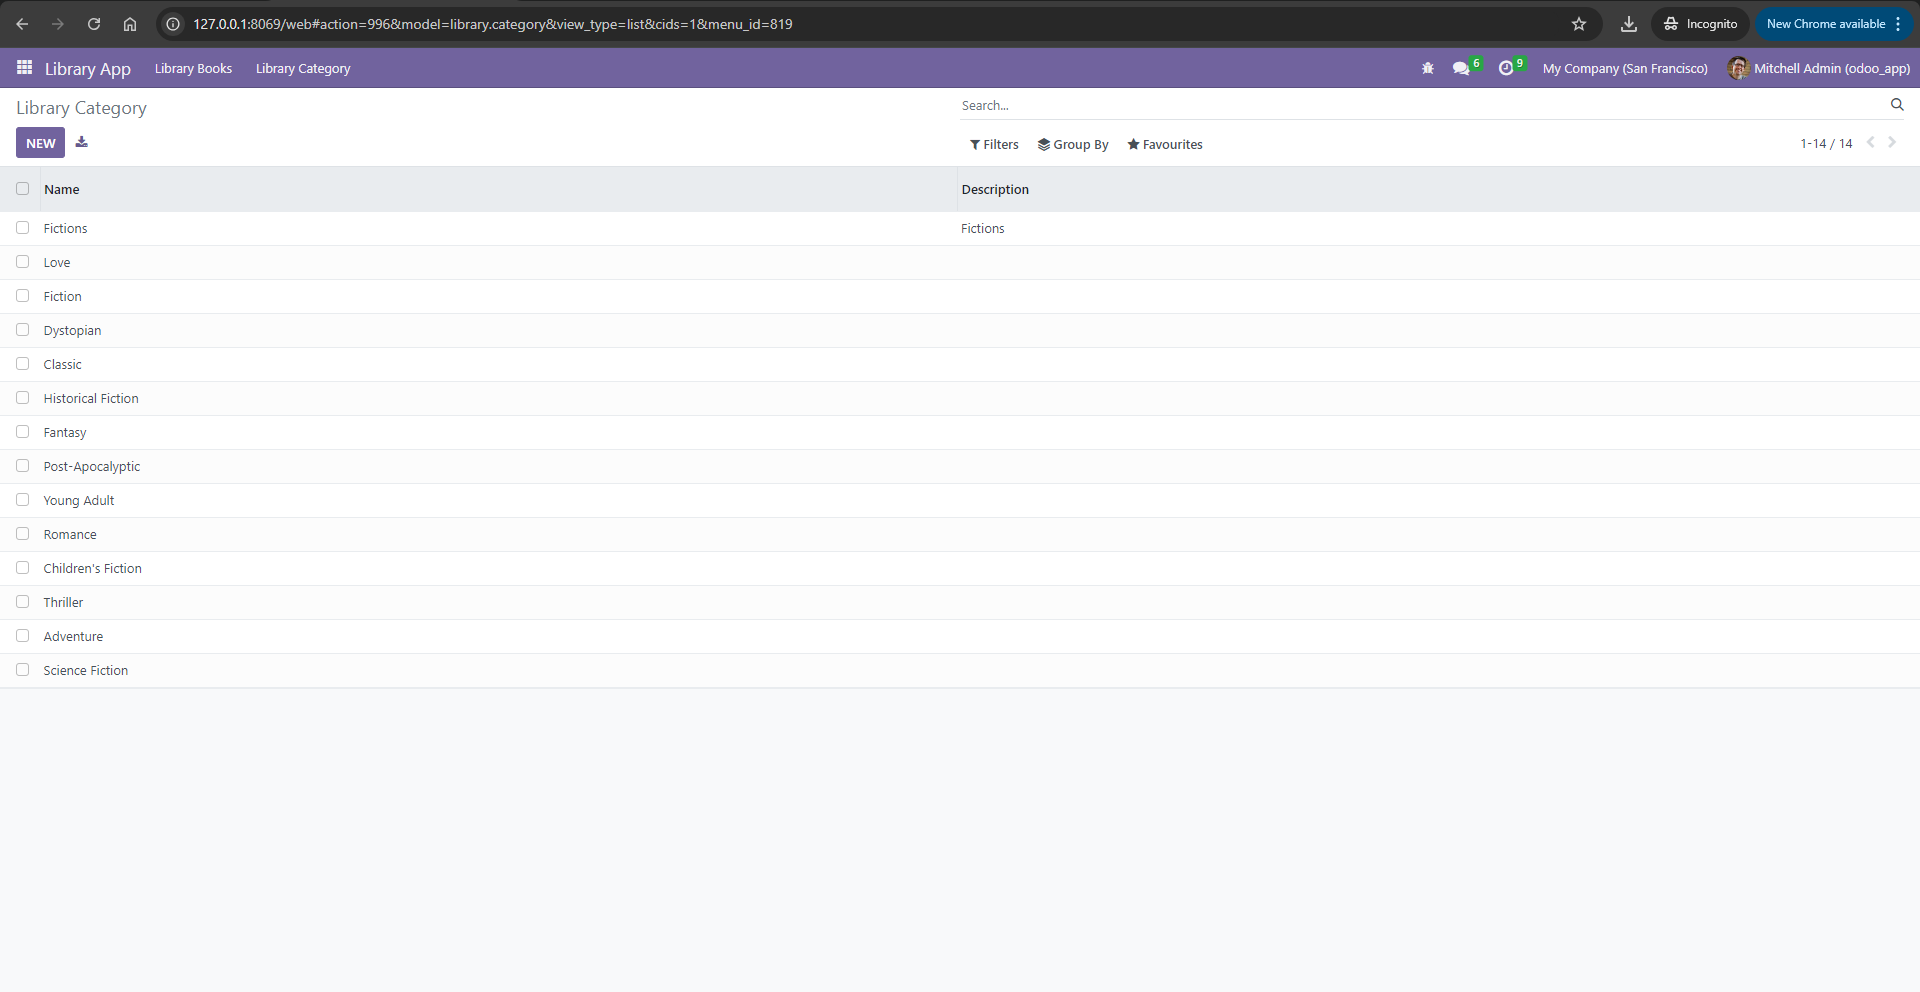 127.0.0.1:8069/web#action=996&model=library.category&view_type=list&cids=1&menu_id=819
Incognito
New Chrome available
Library App
Library Books
Library Category
6
9
My Company (San Francisco)
Mitchell Admin (odoo_app)
Library Category
Search...
NEW
Filters
Group By
Favourites
1-14 / 14
Name
Description
Fictions
Fictions
Love
Fiction
Dystopian
Classic
Historical Fiction
Fantasy
Post-Apocalyptic
Young Adult
Romance
Children's Fiction
Thriller
Adventure
Science Fiction